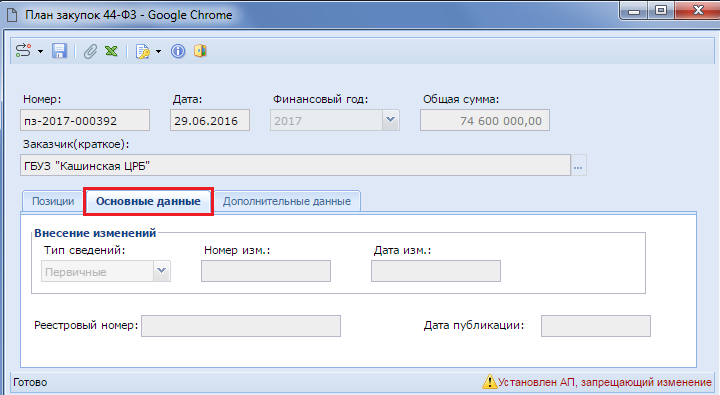 План закупок 44-ФЗ - Google Chrome
Номер: Дата: Финансовый год: Общая сумма:
пз-2017-000392 29.06.2016 2017 74 600 000,00
Заказчик(краткое):
ГБУЗ "Кашинская ЦРБ" ...
Позиции Основные данные Дополнительные данные
Внесение изменений
Тип сведений: Номер изм.: Дата изм.:
Первичные
Реестровый номер: Дата публикации:
Готово Установлен АП, запрещающий изменение